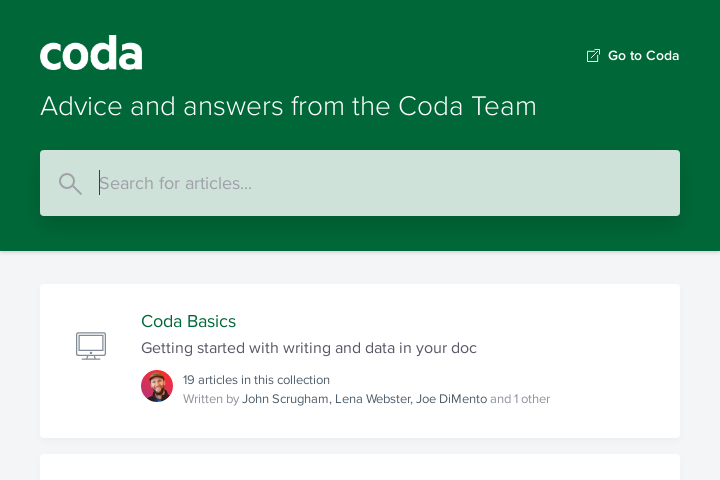 coda
Go to Coda
Advice and answers from the Coda Team
Search for articles...
Coda Basics
Getting started with writing and data in your doc
19 articles in this collection
Written by John Scrugham, Lena Webster, Joe DiMento and 1 other